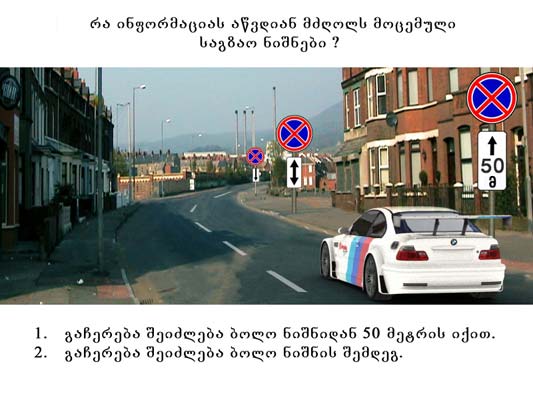 რა ინფორმაციას აწვდიან მძღოლს მოცემული
საგზაო ნიშნები ?
50
მ
1. გაჩერება შეიძლება ბოლო ნიშნიდან 50 მეტრის იქით.
2. გაჩერება შეიძლება ბოლო ნიშნის შემდეგ.